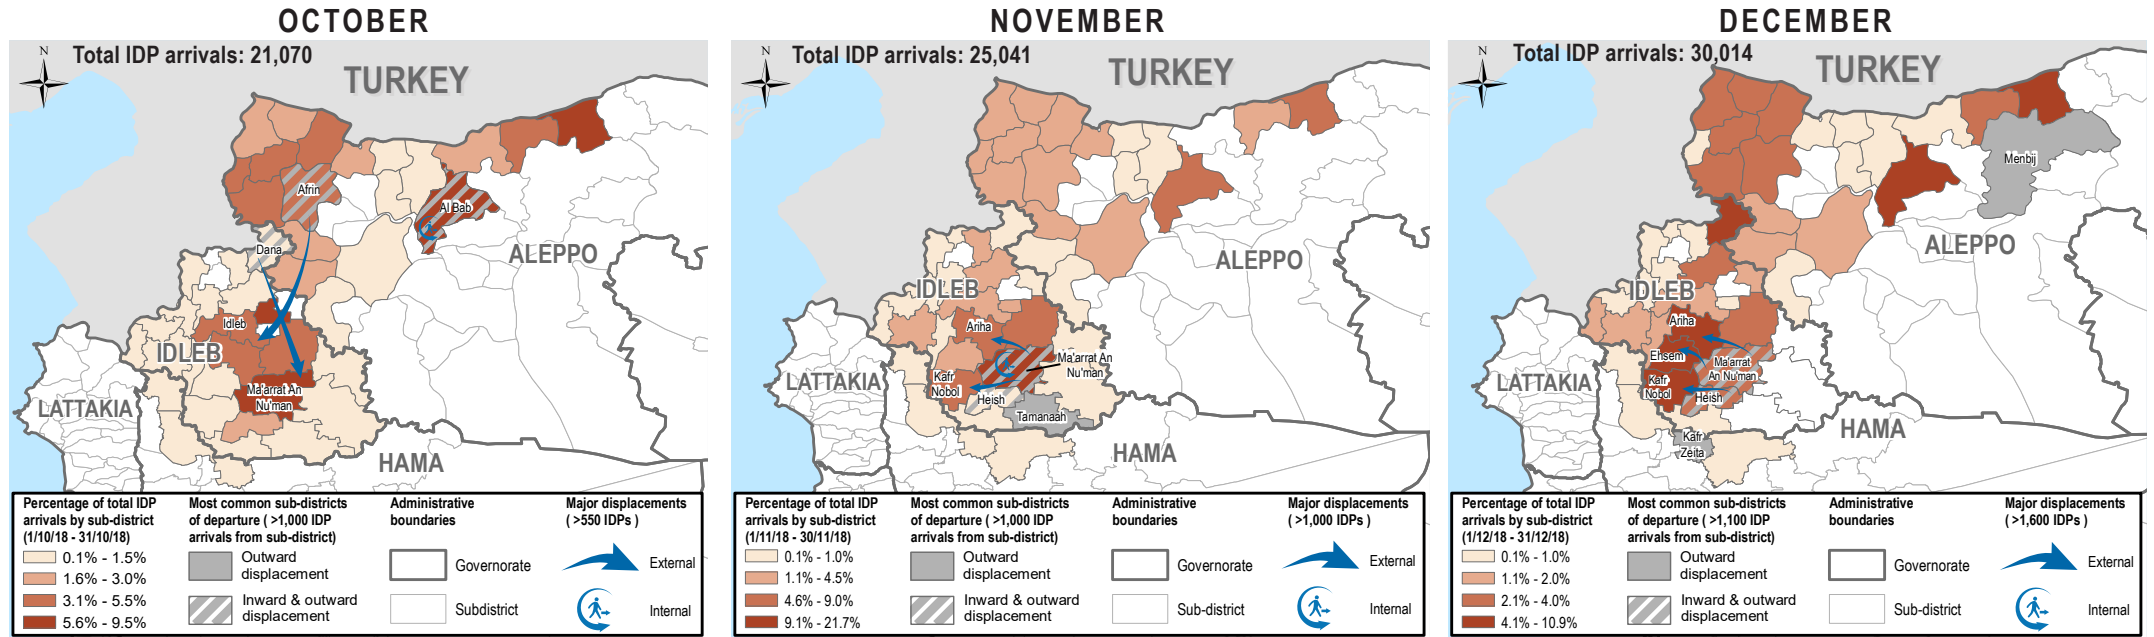 OCTOBER
Total IDP arrivals: 21,070
N
TURKEY
Afrin
Al Bab
Dana
ALEPPO
Idleb
IDLEB
Ma'arrat An
Nu'man
LATTAKIA
HAMA
Percentage of total IDP
arrivals by sub-district
(1/10/18 - 31/10/18)
0.1% - 1.5%
1.6% - 3.0%
3.1% - 5.5%
5.6% - 9.5%
Most common sub-districts
of departure ( >1,000 IDP
arrivals from sub-district)
Outward
displacement
Inward & outward
displacement
Administrative
boundaries
Governorate
Subdistrict
Major displacements
( >550 IDPs )
External
Internal
NOVEMBER
Total IDP arrivals: 25,041
N
TURKEY
ALEPPO
IDLEB
Ariha
Ma'arrat An
Nu'man
Kafr
Nobol
Heish
Tamanaah
LATTAKIA
HAMA
Percentage of total IDP
arrivals by sub-district
(1/11/18 - 30/11/18)
0.1% - 1.0%
1.1% - 4.5%
4.6% - 9.0%
9.1% - 21.7%
Most common sub-districts
of departure ( >1,000 IDP
arrivals from sub-district)
Outward
displacement
Inward & outward
displacement
Administrative
boundaries
Governorate
Sub-district
Major displacements
( >1,000 IDPs )
External
Internal
DECEMBER
Total IDP arrivals: 30,014
N
TURKEY
Menbij
ALEPPO
IDLEB
Ariha
Ehsem
Ma'arrat
An Nu'man
Kafr
Nobol
Heish
LATTAKIA
Kafr
Zeita
HAMA
Percentage of total IDP
arrivals by sub-district
(1/12/18 - 31/12/18)
0.1% - 1.0%
1.1% - 2.0%
2.1% - 4.0%
4.1% - 10.9%
Most common sub-districts
of departure ( >1,100 IDP
arrivals from sub-district)
Outward
displacement
Inward & outward
displacement
Administrative
boundaries
Governorate
Sub-district
Major displacements
( >1,600 IDPs )
External
Internal